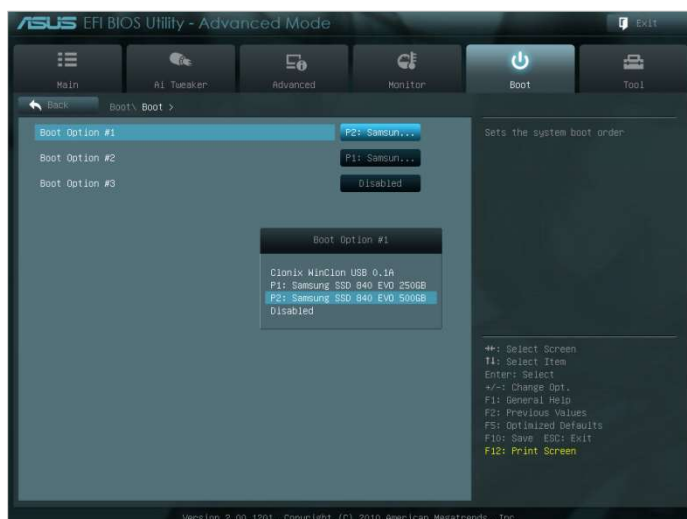 ASUS EFI BIOS Utility - Advanced Mode
Exit
Main
Ai Tweaker
Advanced
Monitor
Boot
Tool
Back
Boot\ Boot >
Boot Option #1
P2: Samsun...
Boot Option #2
P1: Samsun...
Boot Option #3
Disabled
Sets the system boot order
Boot Option #1
Clonix WinClon USB 0.1A
P1: Samsung SSD 840 EVO 250GB
P2: Samsung SSD 840 EVO 500GB
Disabled
→←: Select Screen
↑↓: Select Item
Enter: Select
+/-: Change Opt.
F1: General Help
F2: Previous Values
F5: Optimized Defaults
F10: Save ESC: Exit
F12: Print Screen
Version 2.00.1201. Copyright (C) 2010 American Megatrends, Inc.